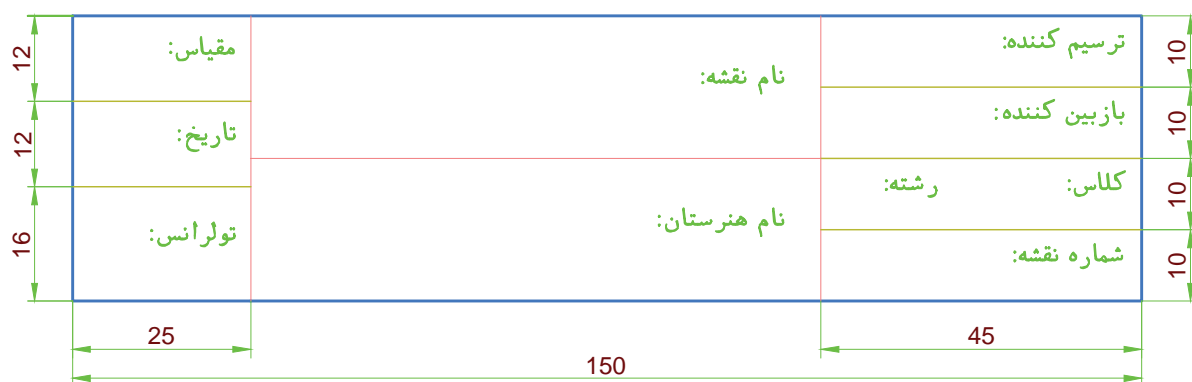 ترسیم کننده:
بازبین کننده:
کلاس: رشته:
شماره نقشه:
نام نقشه:
نام هنرستان:
مقیاس:
تاریخ:
تولرانس:
10
10
10
10
12
12
16
25
45
150